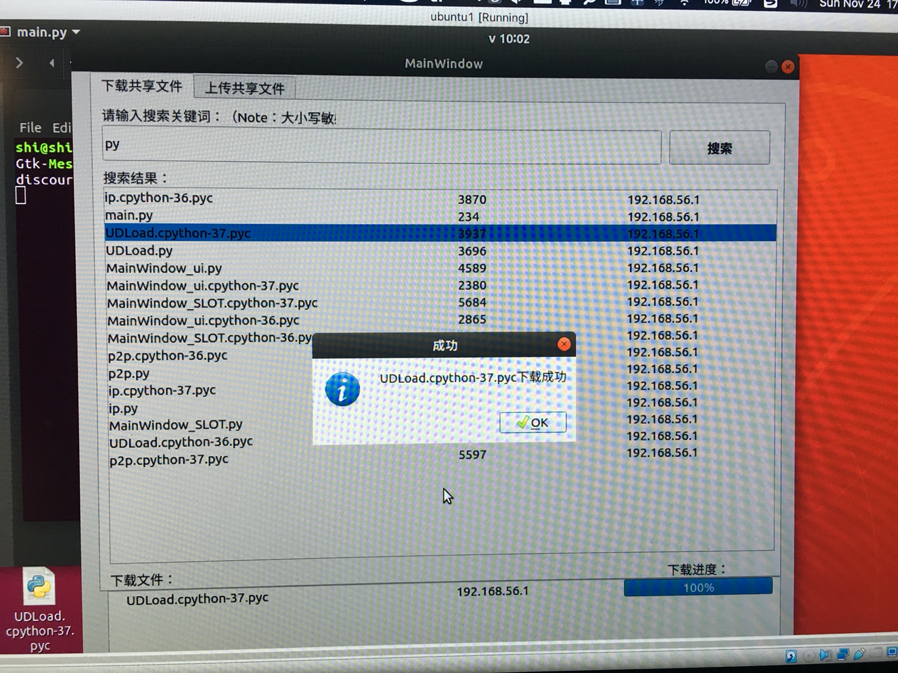 100%
Sun Nov 24 17
ubuntu1 [Running]
main.py
v 10:02
MainWindow
File Edi
shi@shi
Gtk-Mes
discour
下载共享文件 上传共享文件
请输入搜索关键词：（Note：大小写敏
py 搜索
搜索结果：
ip.cpython-36.pyc 3870 192.168.56.1
main.py 234 192.168.56.1
UDLoad.cpython-37.pyc 3937 192.168.56.1
UDLoad.py 3696 192.168.56.1
MainWindow_ui.py 4589 192.168.56.1
MainWindow_ui.cpython-37.pyc 2380 192.168.56.1
MainWindow_SLOT.cpython-37.pyc 5684 192.168.56.1
MainWindow_ui.cpython-36.pyc 2865 192.168.56.1
MainWindow_SLOT.cpython-36.py 192.168.56.1
p2p.cpython-36.pyc 192.168.56.1
p2p.py 192.168.56.1
ip.cpython-37.pyc 192.168.56.1
ip.py 192.168.56.1
MainWindow_SLOT.py 192.168.56.1
UDLoad.cpython-36.pyc 192.168.56.1
p2p.cpython-37.pyc 5597 192.168.56.1
成功
UDLoad.cpython-37.pyc下载成功
OK
下载文件： 下载进度：
UDLoad.cpython-37.pyc 192.168.56.1 100%
UDLoad.
cpython-37.
pyc